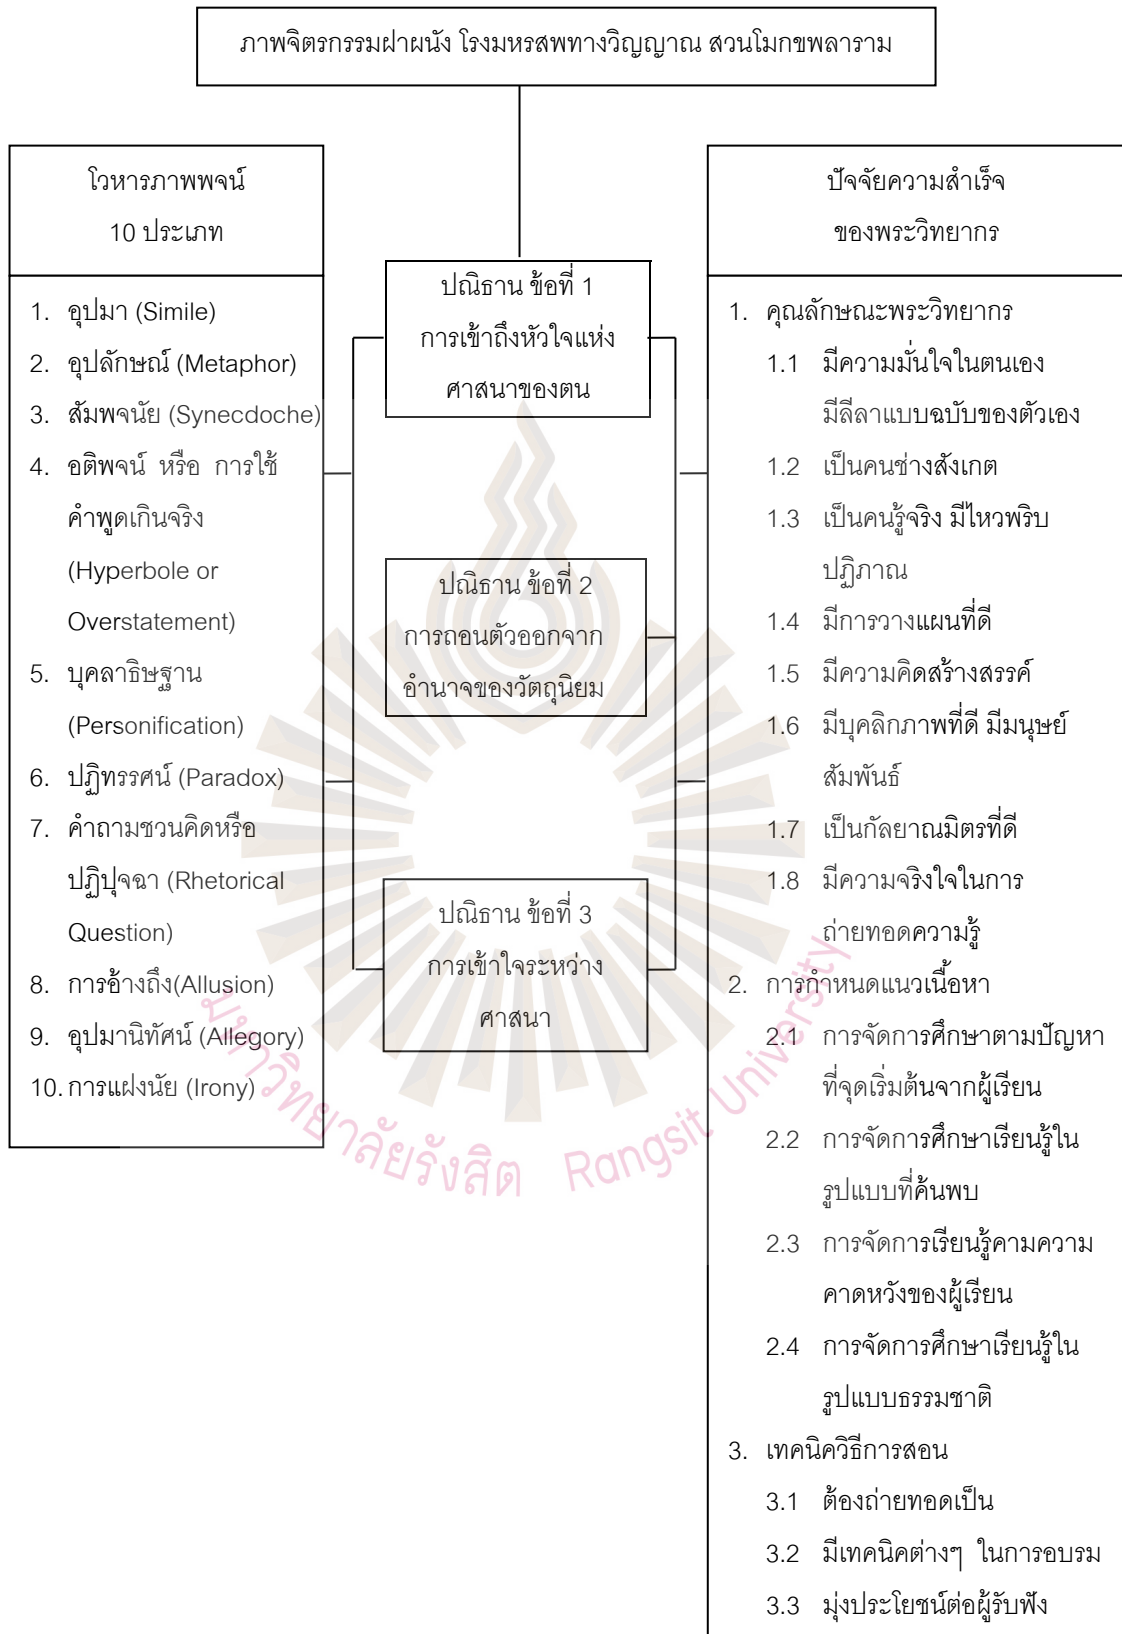 ภาพจิตรกรรมฝาผนัง โรงมหรสพทางวิญญาณ สวนโมกขพลาราม
โวหารภาพพจน์
10 ประเภท
1. อุปมา (Simile)
2. อุปลักษณ์ (Metaphor)
3. สัมพจนัย (Synecdoche)
4. อติพจน์ หรือ การใช้
คำพูดเกินจริง
(Hyperbole or
Overstatement)
5. บุคลาธิษฐาน
(Personification)
6. ปฏิทรรศน์ (Paradox)
7. คำถามชวนคิดหรือ
ปฏิปุจฉา (Rhetorical
Question)
8. การอ้างถึง(Allusion)
9. อุปมานิทัศน์ (Allegory)
10. การแฝงนัย (Irony)
ปณิธาน ข้อที่ 1
การเข้าถึงหัวใจแห่ง
ศาสนาของตน
ปณิธาน ข้อที่ 2
การถอนตัวออกจาก
อำนาจของวัตถุนิยม
ปณิธาน ข้อที่ 3
การเข้าใจระหว่าง
ศาสนา
ปัจจัยความสำเร็จ
ของพระวิทยากร
1. คุณลักษณะพระวิทยากร
1.1 มีความมั่นใจในตนเอง
มีลีลาแบบฉบับของตัวเอง
1.2 เป็นคนช่างสังเกต
1.3 เป็นคนรู้จริง มีไหวพริบ
ปฏิภาณ
1.4 มีการวางแผนที่ดี
1.5 มีความคิดสร้างสรรค์
1.6 มีบุคลิกภาพที่ดี มีมนุษย์
สัมพันธ์
1.7 เป็นกัลยาณมิตรที่ดี
1.8 มีความจริงใจในการ
ถ่ายทอดความรู้
2. การกำหนดแนวเนื้อหา
2.1 การจัดการศึกษาตามปัญหา
ที่จุดเริ่มต้นจากผู้เรียน
2.2 การจัดการศึกษาเรียนรู้ใน
รูปแบบที่ค้นพบ
2.3 การจัดการเรียนรู้คามความ
คาดหวังของผู้เรียน
2.4 การจัดการศึกษาเรียนรู้ใน
รูปแบบธรรมชาติ
3. เทคนิควิธีการสอน
3.1 ต้องถ่ายทอดเป็น
3.2 มีเทคนิคต่างๆ ในการอบรม
3.3 มุ่งประโยชน์ต่อผู้รับฟัง
มหาวิทยาลัยรังสิต Rangsit University